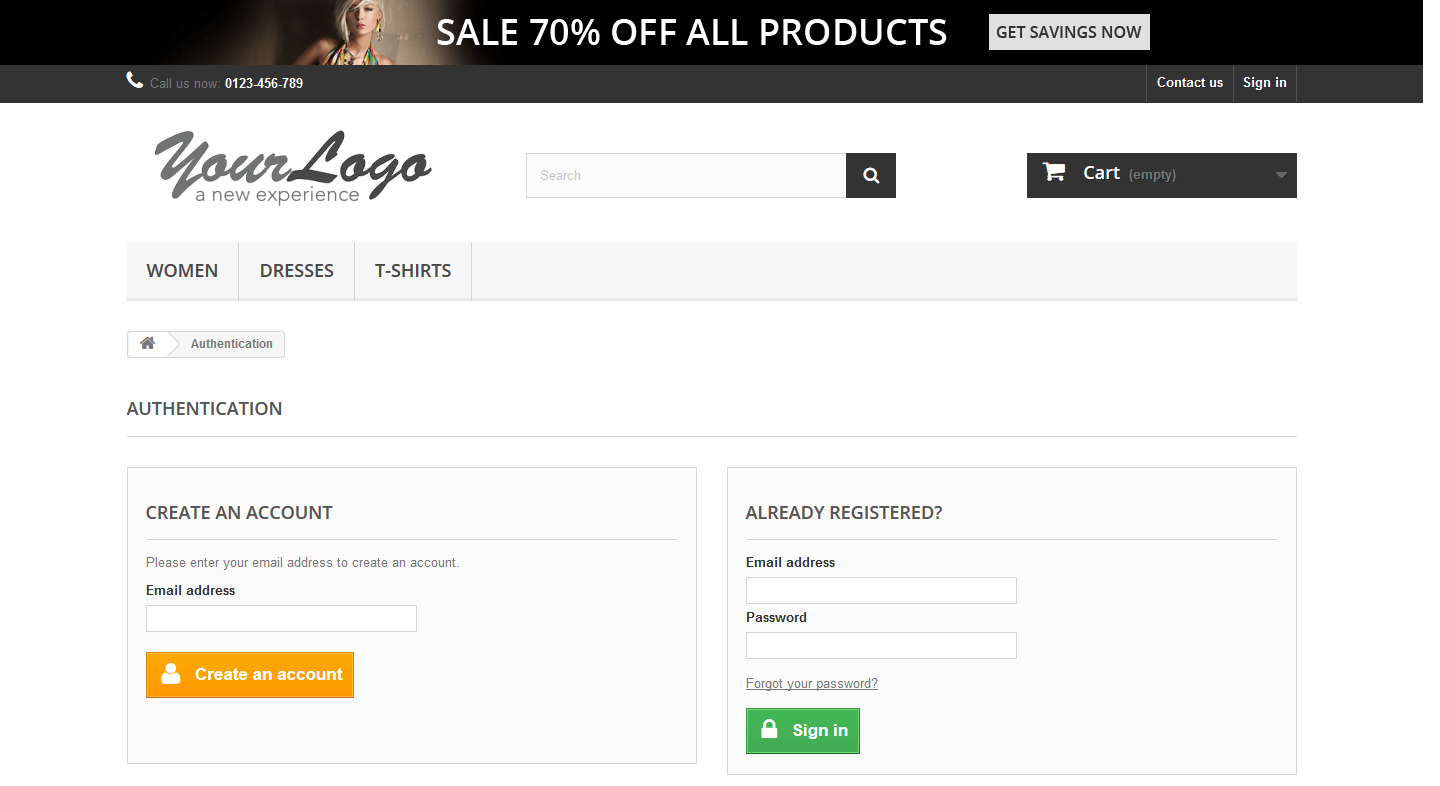 SALE 70% OFF ALL PRODUCTS GET SAVINGS NOW
Call us now: 0123-456-789 Contact us Sign in
YourLogo
a new experience
Search
Cart (empty)
WOMEN DRESSES T-SHIRTS
Authentication
AUTHENTICATION
CREATE AN ACCOUNT
Please enter your email address to create an account.
Email address
Create an account
ALREADY REGISTERED?
Email address
Password
Forgot your password?
Sign in